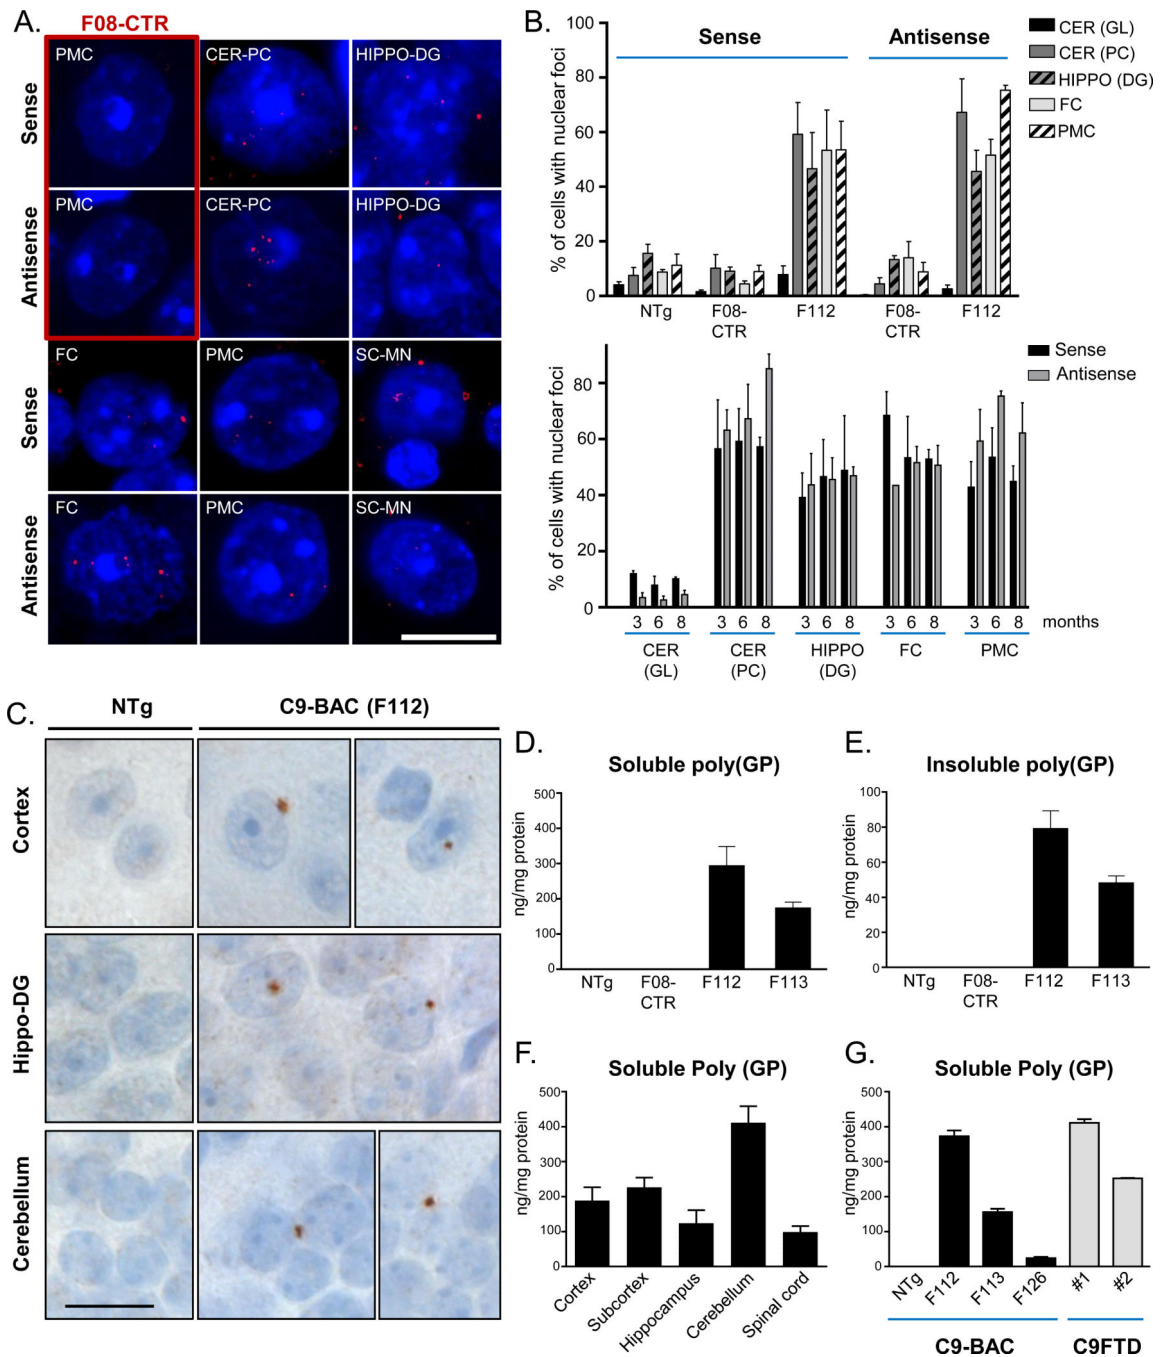 A.
F08-CTR
PMC
CER-PC
HIPPO-DG
Sense
PMC
CER-PC
HIPPO-DG
Antisense
FC
PMC
SC-MN
Sense
FC
PMC
SC-MN
Antisense
B.
Sense
Antisense
CER (GL)
CER (PC)
HIPPO (DG)
FC
PMC
% of cells with nuclear foci
100
80
60
40
20
0
NTg
F08-
CTR
F112
F08-
CTR
F112
Sense
Antisense
% of cells with nuclear foci
80
60
40
20
0
3 6 8 3 6 8 3 6 8 3 6 8 3 6 8 months
CER
(GL)
CER
(PC)
HIPPO
(DG)
FC
PMC
C.
NTg
C9-BAC (F112)
Cortex
Hippo-DG
Cerebellum
D.
Soluble poly(GP)
ng/mg protein
500
400
300
200
100
0
NTg
F08-
CTR
F112
F113
E.
Insoluble poly(GP)
ng/mg protein
100
80
60
40
20
0
NTg
F08-
CTR
F112
F113
F.
Soluble Poly (GP)
ng/mg protein
500
400
300
200
100
0
Cortex
Subcortex
Hippocampus
Cerebellum
Spinal cord
G.
Soluble Poly (GP)
ng/mg protein
500
400
300
200
100
0
NTg
F112
F113
F126
#1
#2
C9-BAC
C9FTD